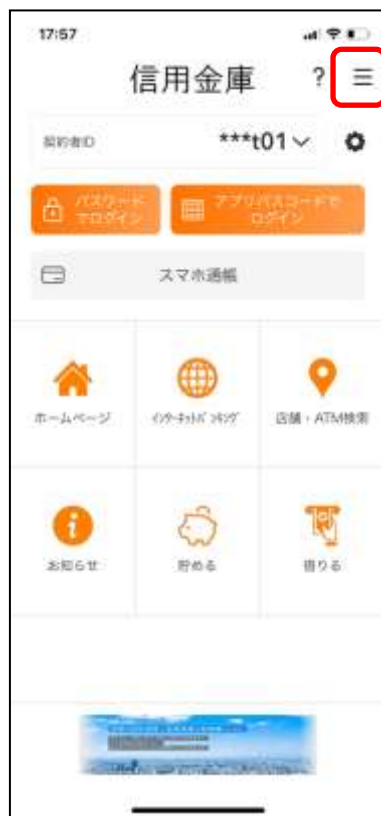 17:57
信用金庫 ?
契約者ID ***t01
パスワード
でログイン
アプリパスコードで
ログイン
スマホ通帳
ホームページ
インターネットバンキング
店舗・ATM検索
お知らせ
貯める
借りる